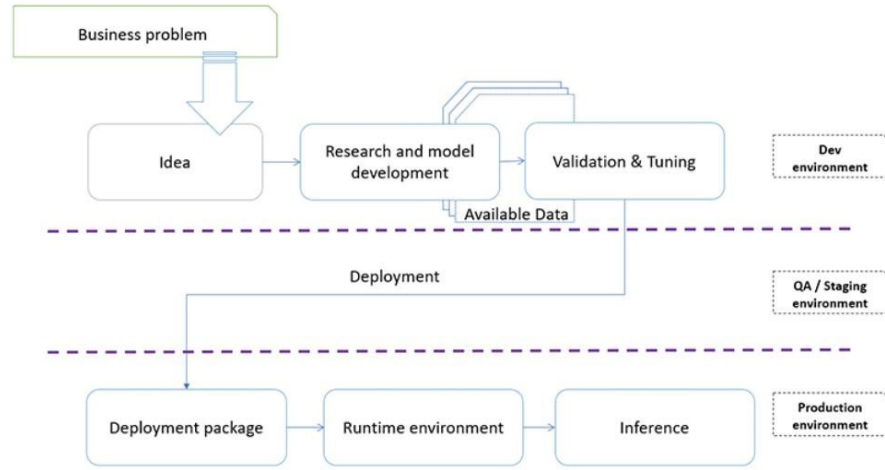 Business problem
Idea
Research and model
development
Validation & Tuning
Available Data
Dev
environment
Deployment
QA / Staging
environment
Deployment package
Runtime environment
Inference
Production
environment